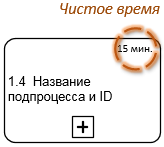 Чистое время
15 мин.
1.4 Название
подпроцесса и ID